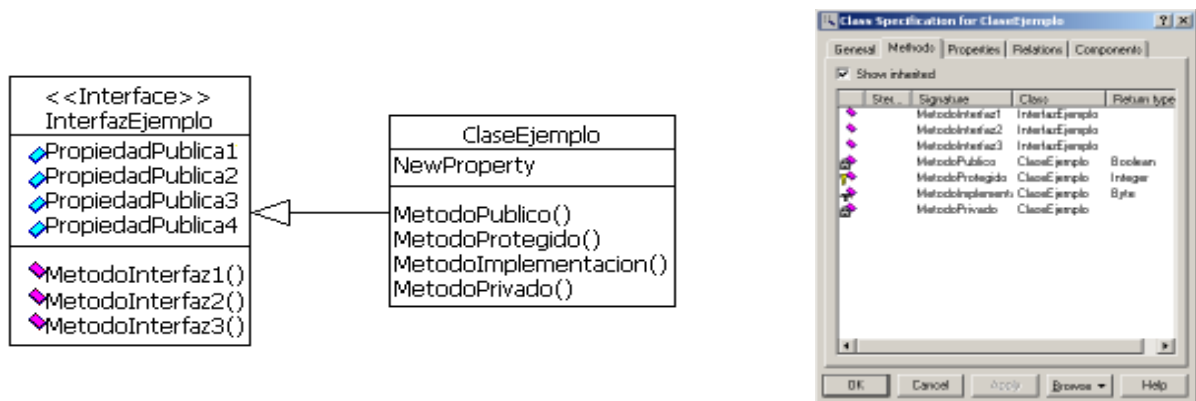 <<Interface>>
InterfazEjemplo
PropiedadPublica1
PropiedadPublica2
PropiedadPublica3
PropiedadPublica4
MetodoInterfaz1()
MetodoInterfaz2()
MetodoInterfaz3()
ClaseEjemplo
NewProperty
MetodoPublico()
MetodoProtegido()
MetodoImplementacion()
MetodoPrivado()
Class Specification for ClaseEjemplo
General Methods Properties Relations Components
Show inherited
Ster... Signature Class Return type
MetodoInterfaz1 InterfazEjemplo
MetodoInterfaz2 InterfazEjemplo
MetodoInterfaz3 InterfazEjemplo
MetodoPublico ClaseEjemplo Boolean
MetodoProtegido ClaseEjemplo Integer
MetodoImplementa ClaseEjemplo Byte
MetodoPrivado ClaseEjemplo
OK Cancel Apply Browse Help